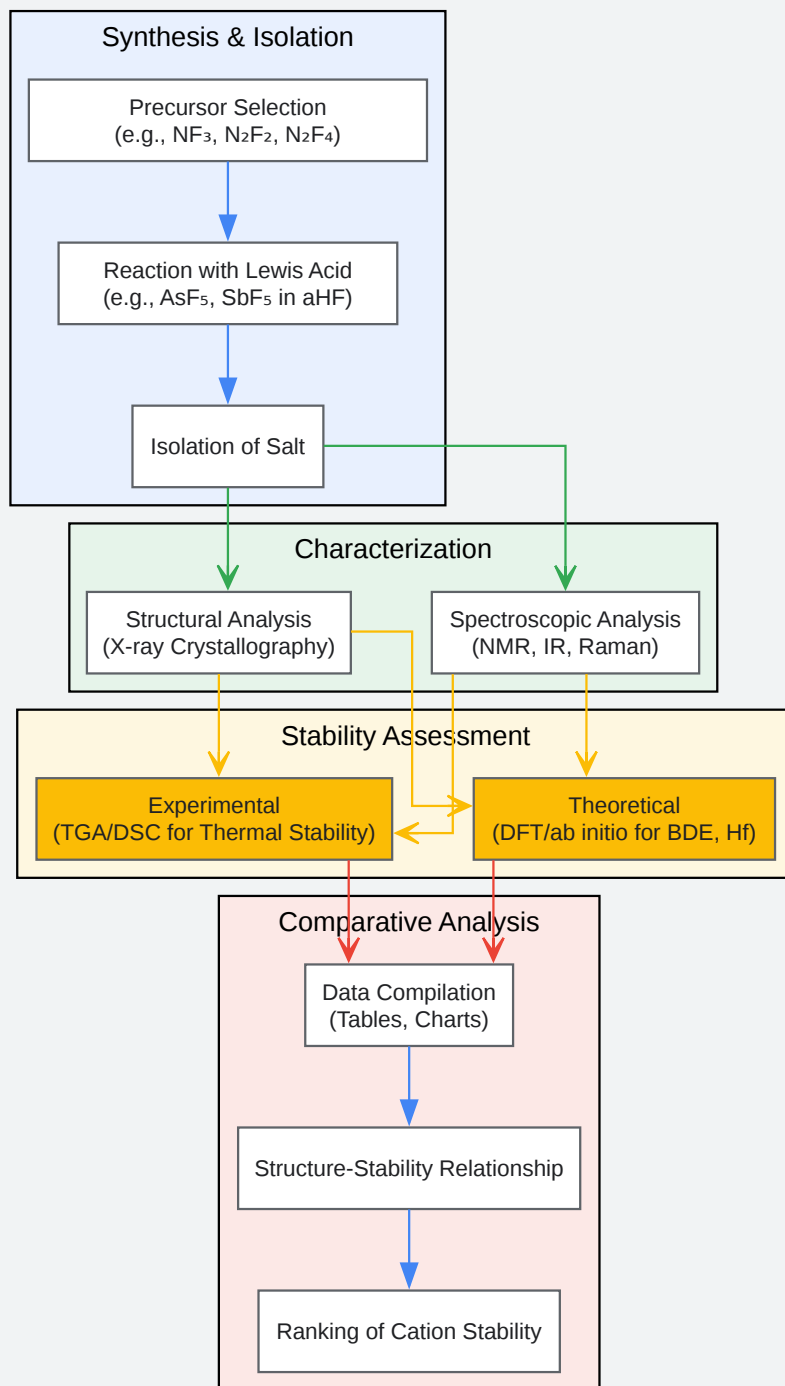 Synthesis & Isolation
Precursor Selection
(e.g., NF₃, N₂F₂, N₂F₄)
Reaction with Lewis Acid
(e.g., AsF₅, SbF₅ in aHF)
Isolation of Salt
Characterization
Structural Analysis
(X-ray Crystallography)
Spectroscopic Analysis
(NMR, IR, Raman)
Stability Assessment
Experimental
(TGA/DSC for Thermal Stability)
Theoretical
(DFT/ab initio for BDE, Hf)
Comparative Analysis
Data Compilation
(Tables, Charts)
Structure-Stability Relationship
Ranking of Cation Stability